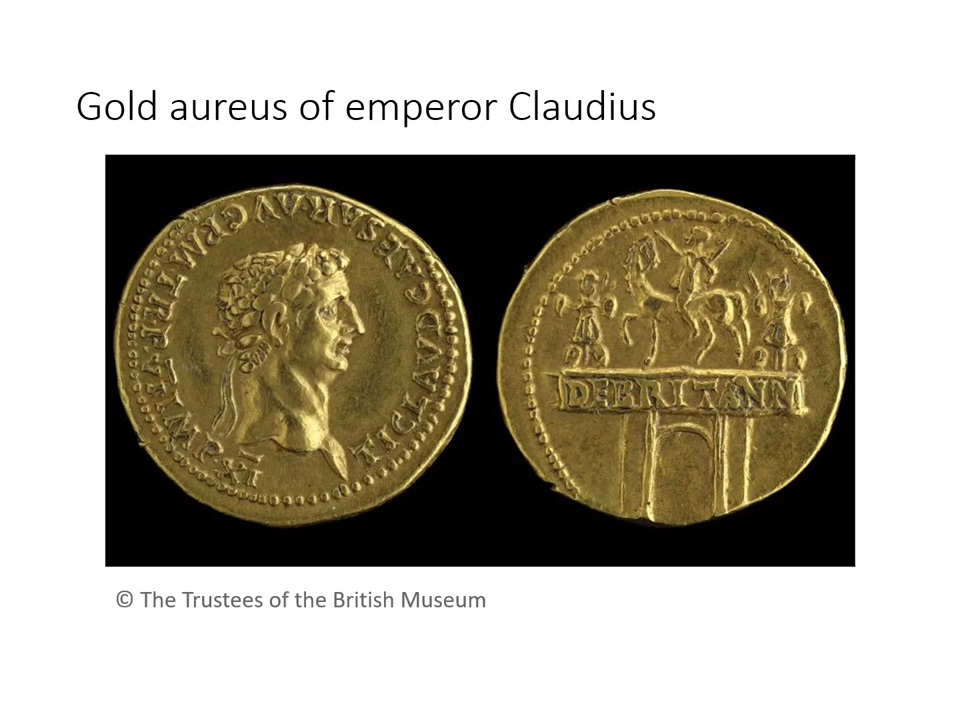 Gold aureus of emperor Claudius
TI CLAVD CAESAR·AVG·P·M·TR·P·VI·IMP·XI
DE BRITANN
© The Trustees of the British Museum